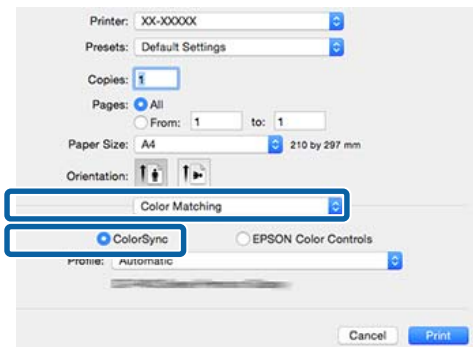 Printer: XX-XXXXX
Presets: Default Settings
Copies: 1
Pages: All
From: 1 to: 1
Paper Size: A4 210 by 297 mm
Orientation:
Color Matching
ColorSync EPSON Color Controls
Profile: Automatic
Cancel Print